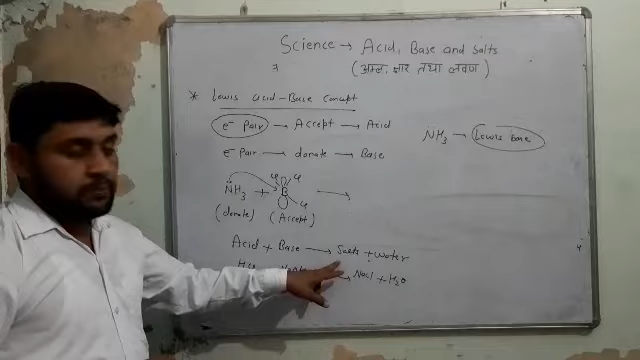 Science → Acid, Base and Salts
(अम्ल, क्षार तथा लवण)
* Lewis acid-Base concept
e⁻ Pair → Accept → Acid
e⁻ Pair → donate → Base
NH₃ → Lewis base
NH₃ + B →
(donate) (Accept)
Acid + Base → Salts + water
→ NaCl + H₂O